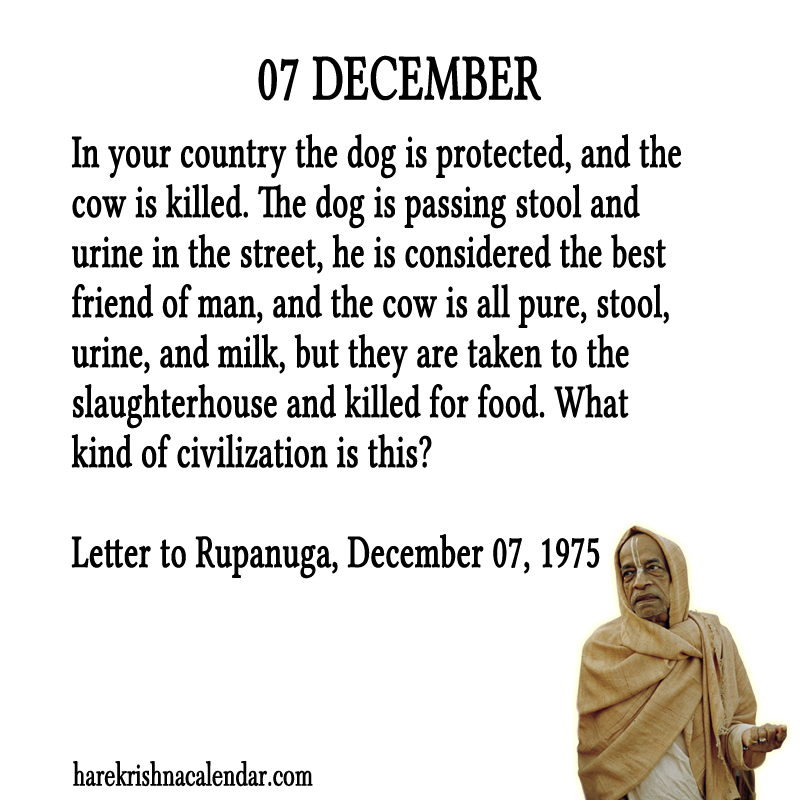 07 DECEMBER
In your country the dog is protected, and the
cow is killed. The dog is passing stool and
urine in the street, he is considered the best
friend of man, and the cow is all pure, stool,
urine, and milk, but they are taken to the
slaughterhouse and killed for food. What
kind of civilization is this?
Letter to Rupanuga, December 07, 1975
harekrishnacalendar.com